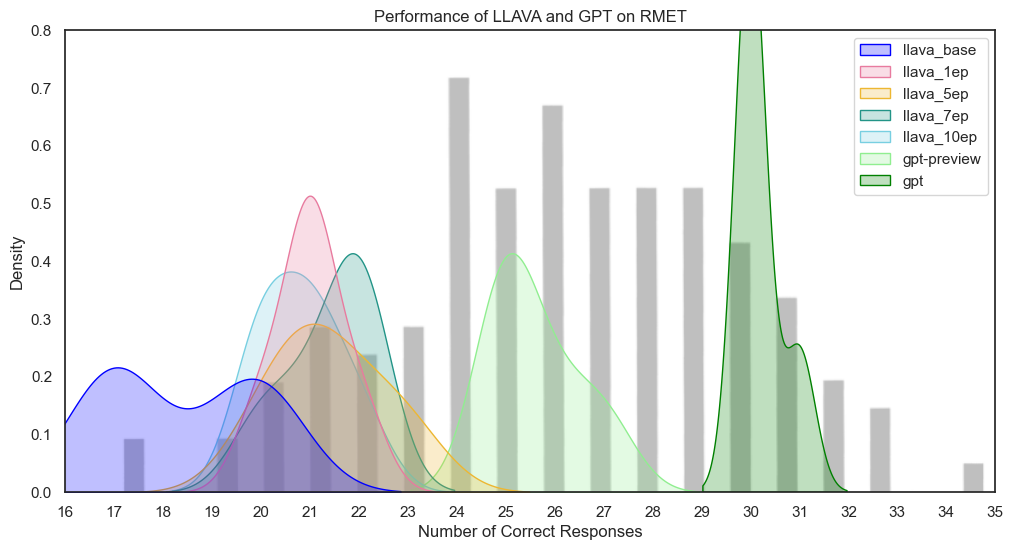 Performance of LLAVA and GPT on RMET
llava_base
llava_1ep
llava_5ep
llava_7ep
llava_10ep
gpt-preview
gpt
Density
0.8
0.7
0.6
0.5
0.4
0.3
0.2
0.1
0.0
16 17 18 19 20 21 22 23 24 25 26 27 28 29 30 31 32 33 34 35
Number of Correct Responses